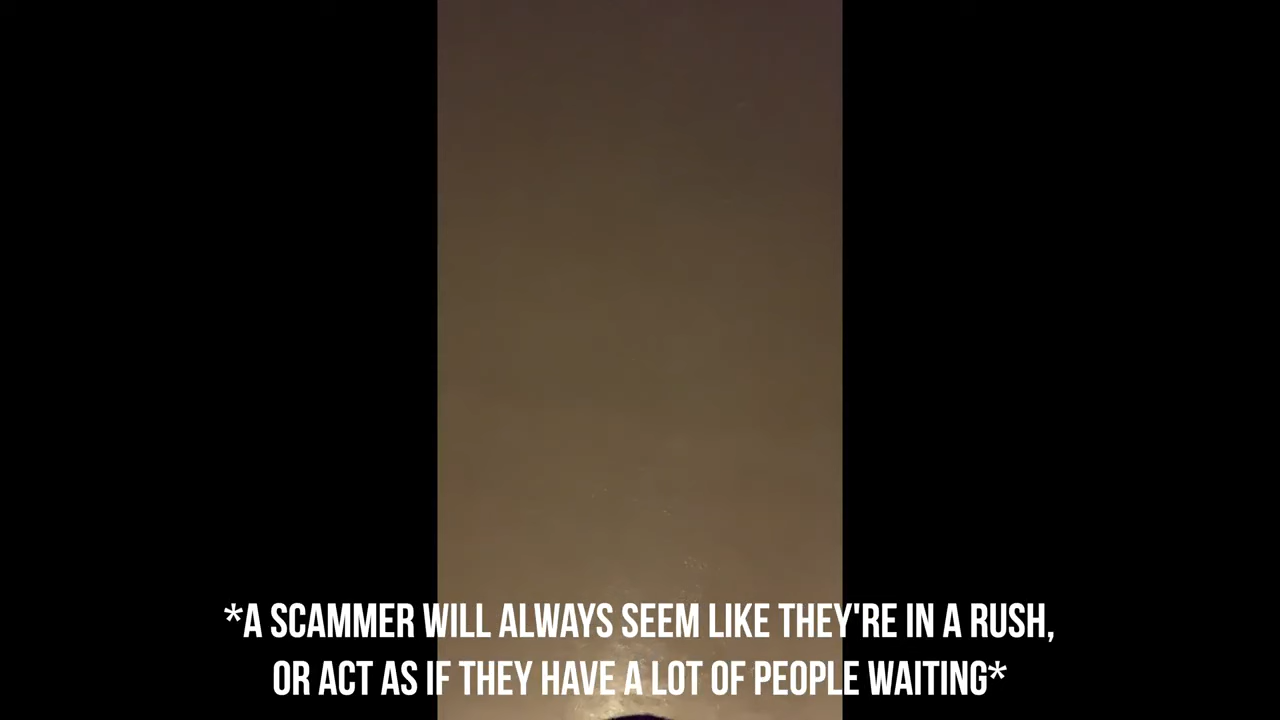 *A SCAMMER WILL ALWAYS SEEM LIKE THEY'RE IN A RUSH,
OR ACT AS IF THEY HAVE A LOT OF PEOPLE WAITING*